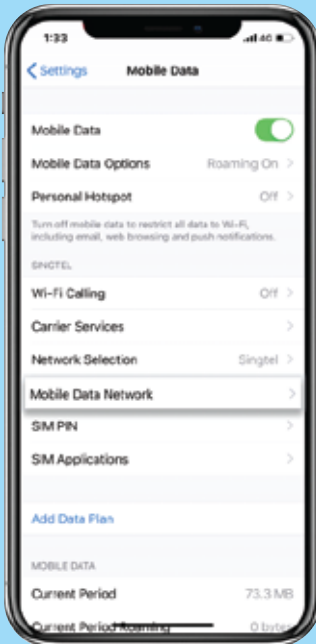 1:33
4G
Settings
Mobile Data
Mobile Data
Mobile Data Options
Roaming On
Personal Hotspot
Off
Turn off mobile data to restrict all data to Wi-Fi,
including email, web browsing and push notifications.
SINGTEL
Wi-Fi Calling
Off
Carrier Services
Network Selection
Singtel
Mobile Data Network
SIM PIN
SIM Applications
Add Data Plan
MOBILE DATA
Current Period
73.3 MB
Current Period Roaming
0 bytes